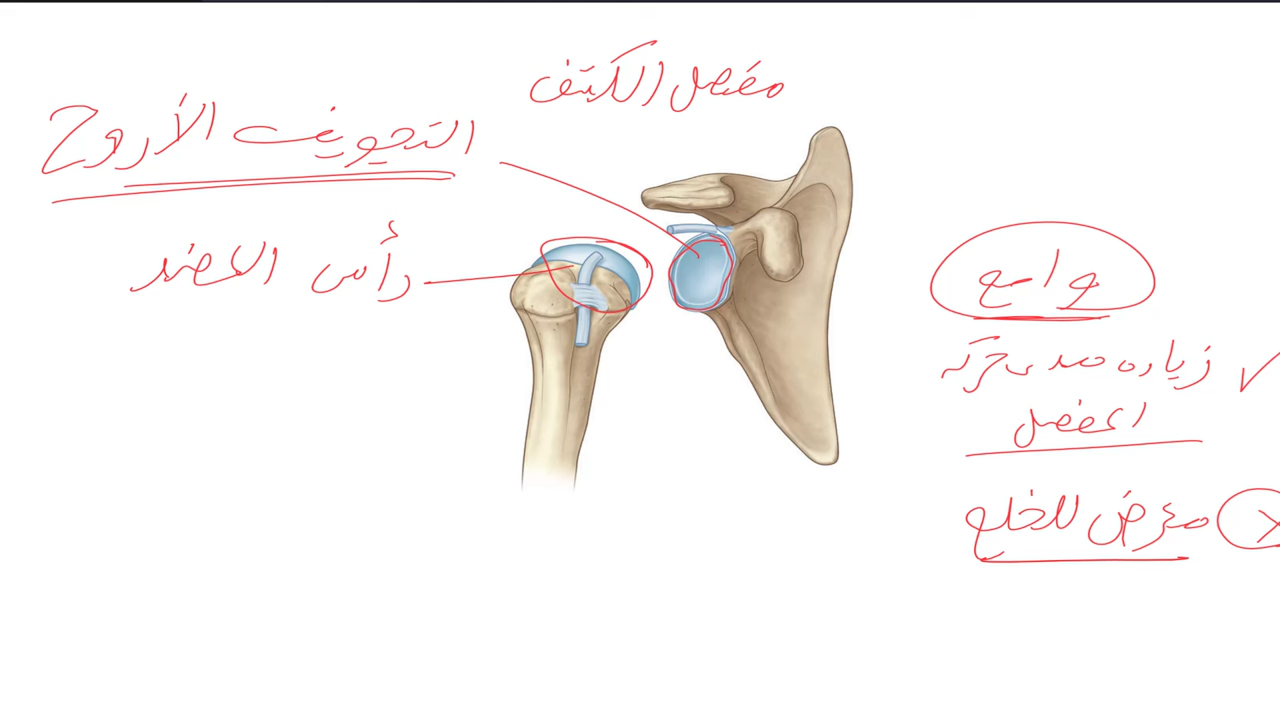 مفصل الكتف
التجويف الأروح
رأس العضد
واسع
زيادة مدى حركة
المفصل
معرض للخلع